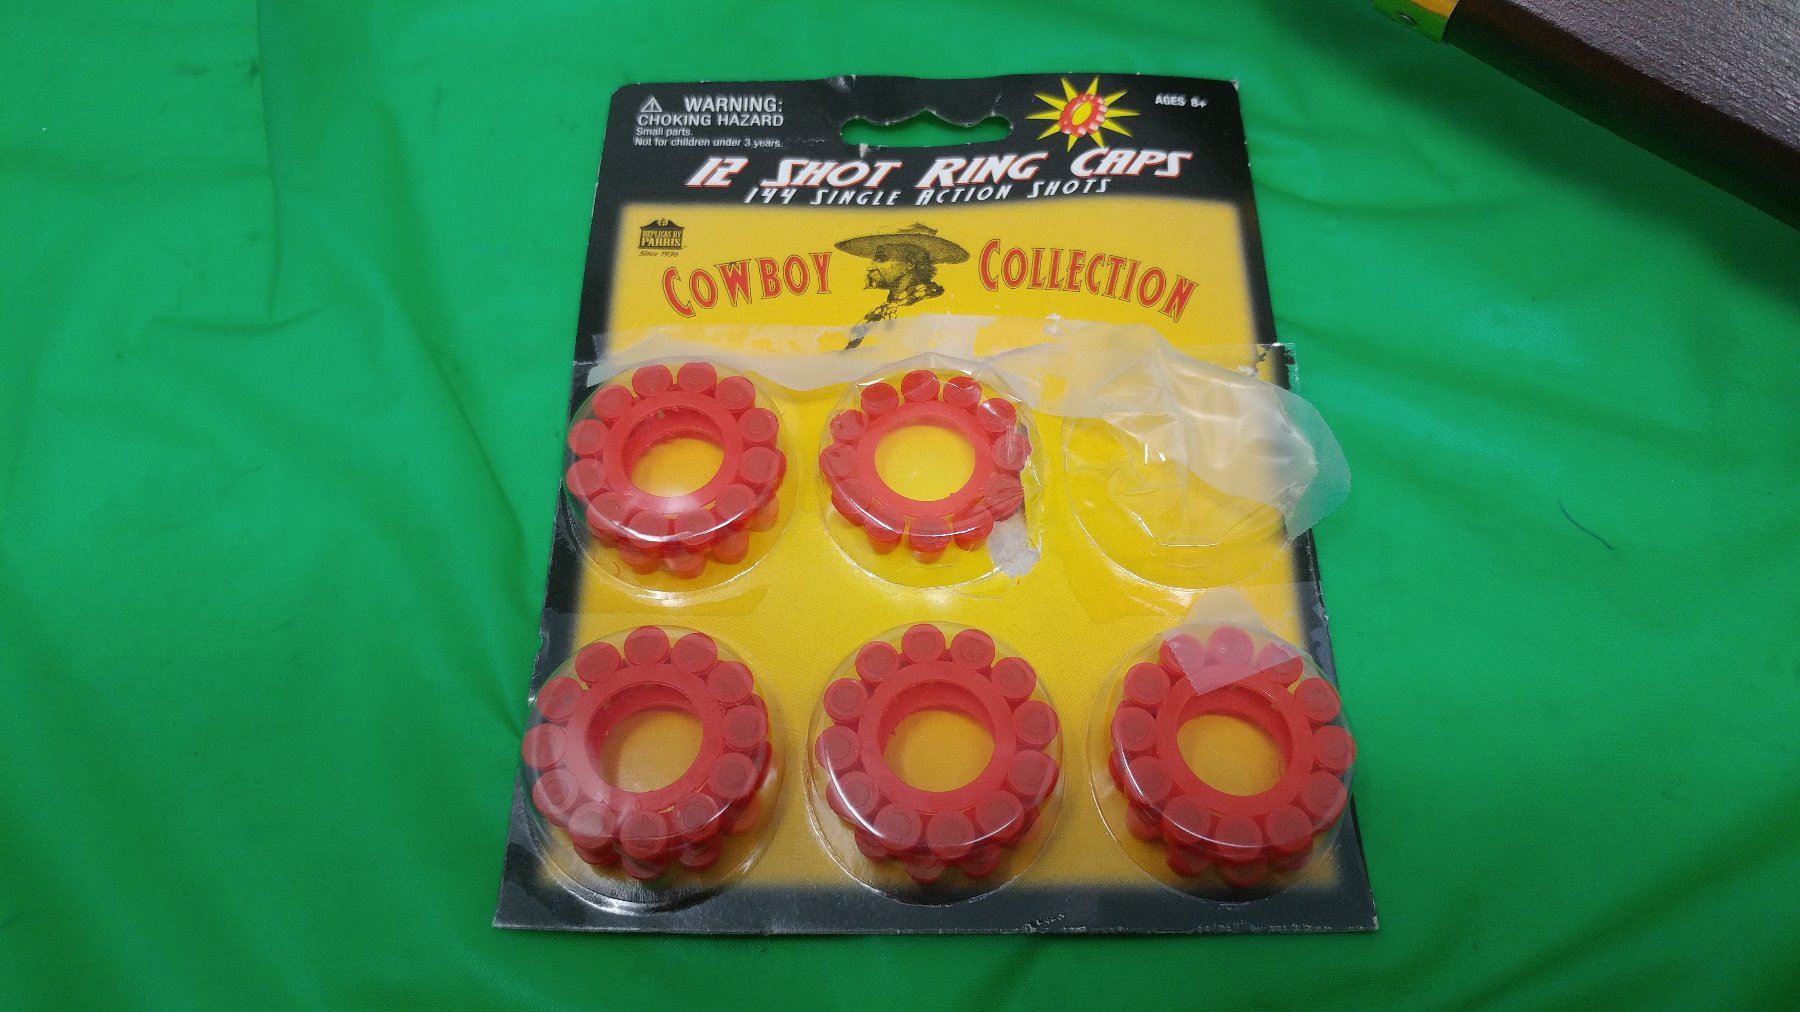 WARNING:
CHOKING HAZARD
Small parts.
Not for children under 3 years.
AGES 8+
12 SHOT RING CAPS
144 SINGLE ACTION SHOTS
REPLICAS BY
PARRIS
Since 1936
COWBOY COLLECTION